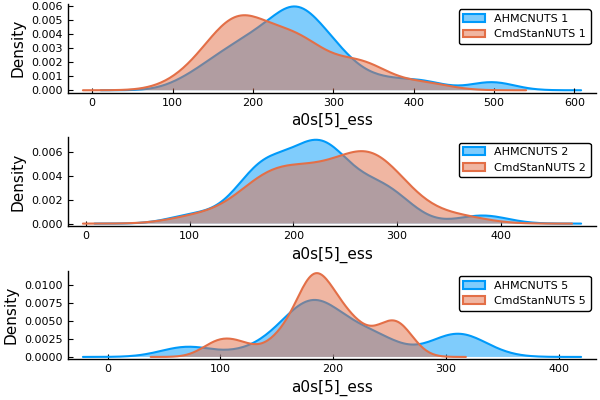 0.006
0.005
0.004
0.003
0.002
0.001
0.000
Density
AHMCNUTS 1
CmdStanNUTS 1
0 100 200 300 400 500 600
a0s[5]_ess
0.006
0.004
0.002
0.000
Density
AHMCNUTS 2
CmdStanNUTS 2
0 100 200 300 400
a0s[5]_ess
0.0100
0.0075
0.0050
0.0025
0.0000
Density
AHMCNUTS 5
CmdStanNUTS 5
0 100 200 300 400
a0s[5]_ess